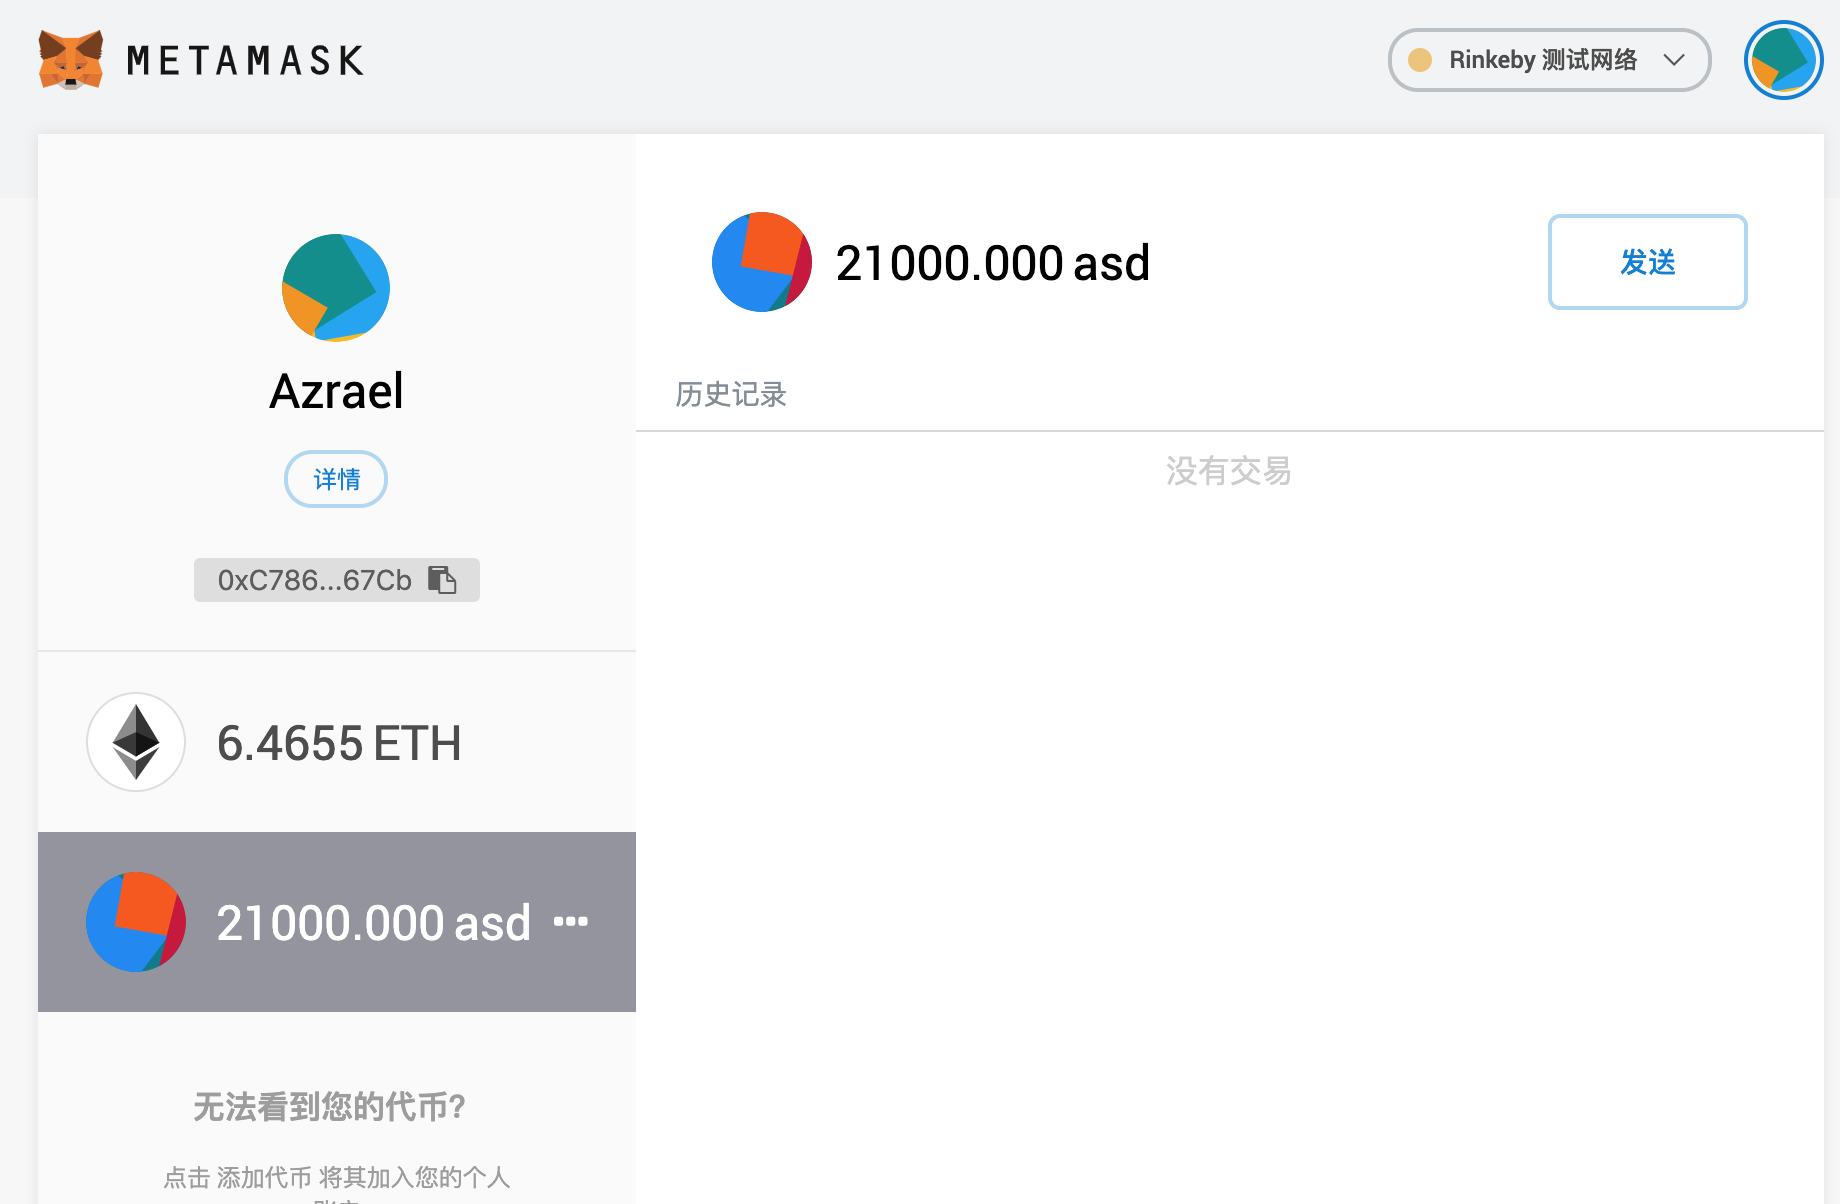 METAMASK
Rinkeby 测试网络
Azrael
详情
0xC786...67Cb
6.4655 ETH
21000.000 asd
无法看到您的代币?
点击 添加代币 将其加入您的个人
21000.000 asd
发送
历史记录
没有交易